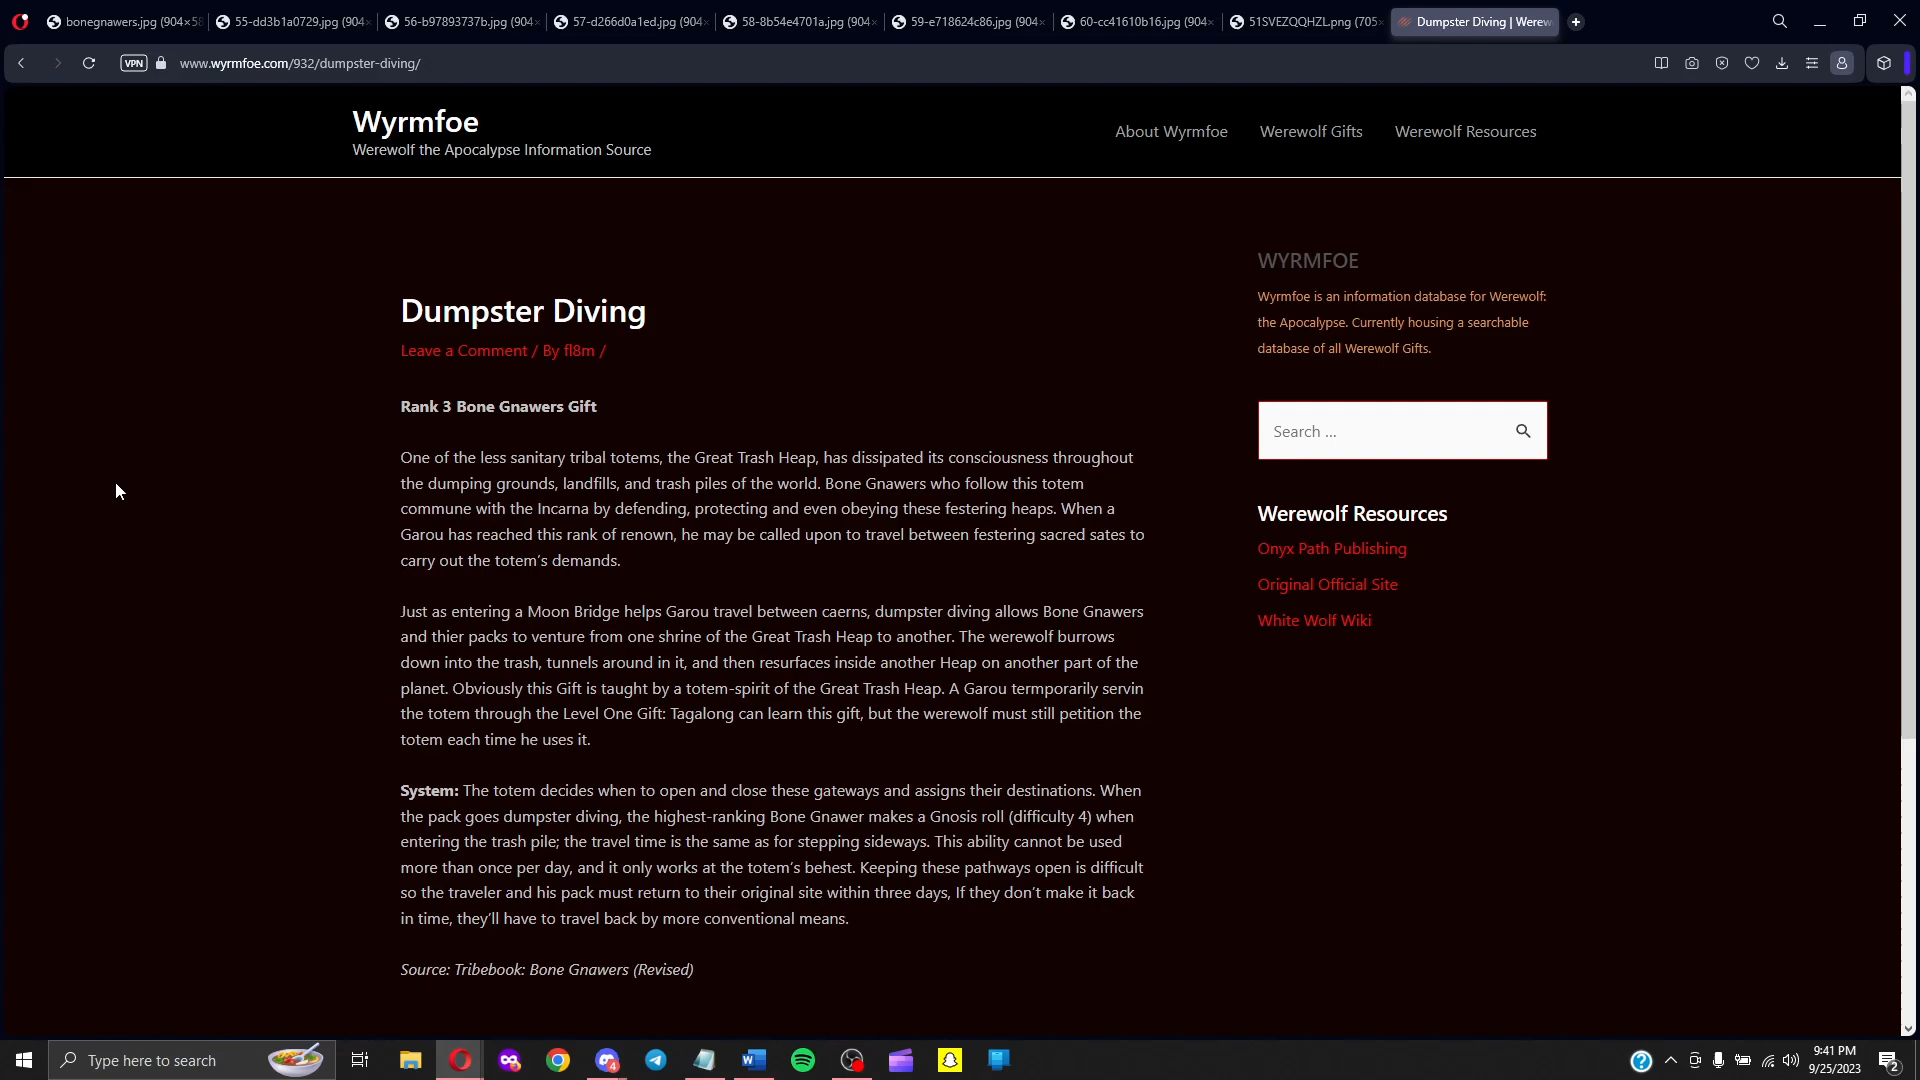 bonegnawers.jpg (904×58
55-dd3b1a0729.jpg (904×
56-b97893737b.jpg (904×
57-d266d0a1ed.jpg (904×
58-8b54e4701a.jpg (904×
59-e718624c86.jpg (904×
60-cc41610b16.jpg (904×
51SVEZQQHZL.png (705×
Dumpster Diving | Werew
VPN
www.wyrmfoe.com/932/dumpster-diving/
Wyrmfoe
Werewolf the Apocalypse Information Source
About Wyrmfoe
Werewolf Gifts
Werewolf Resources
Dumpster Diving
Leave a Comment / By fl8m /
Rank 3 Bone Gnawers Gift
One of the less sanitary tribal totems, the Great Trash Heap, has dissipated its consciousness throughout
the dumping grounds, landfills, and trash piles of the world. Bone Gnawers who follow this totem
commune with the Incarna by defending, protecting and even obeying these festering heaps. When a
Garou has reached this rank of renown, he may be called upon to travel between festering sacred sates to
carry out the totem's demands.
Just as entering a Moon Bridge helps Garou travel between caerns, dumpster diving allows Bone Gnawers
and thier packs to venture from one shrine of the Great Trash Heap to another. The werewolf burrows
down into the trash, tunnels around in it, and then resurfaces inside another Heap on another part of the
planet. Obviously this Gift is taught by a totem-spirit of the Great Trash Heap. A Garou termporarily servin
the totem through the Level One Gift: Tagalong can learn this gift, but the werewolf must still petition the
totem each time he uses it.
System: The totem decides when to open and close these gateways and assigns their destinations. When
the pack goes dumpster diving, the highest-ranking Bone Gnawer makes a Gnosis roll (difficulty 4) when
entering the trash pile; the travel time is the same as for stepping sideways. This ability cannot be used
more than once per day, and it only works at the totem's behest. Keeping these pathways open is difficult
so the traveler and his pack must return to their original site within three days, If they don't make it back
in time, they'll have to travel back by more conventional means.
Source: Tribebook: Bone Gnawers (Revised)
WYRMFOE
Wyrmfoe is an information database for Werewolf:
the Apocalypse. Currently housing a searchable
database of all Werewolf Gifts.
Search ...
Werewolf Resources
Onyx Path Publishing
Original Official Site
White Wolf Wiki
Type here to search
4
9:41 PM
9/25/2023
2